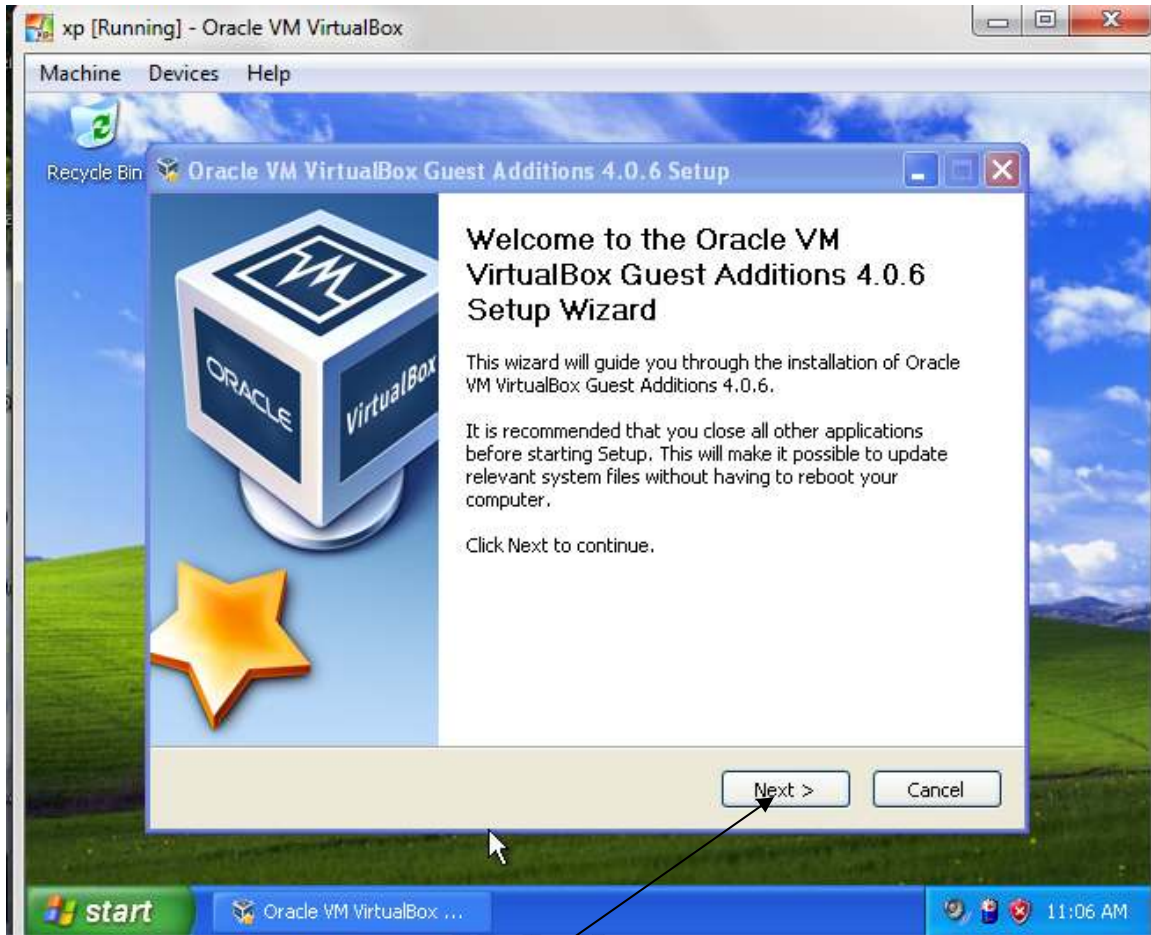 xp [Running] - Oracle VM VirtualBox
Machine Devices Help
Recycle Bin
Oracle VM VirtualBox Guest Additions 4.0.6 Setup
ORACLE
VirtualBox
Welcome to the Oracle VM
VirtualBox Guest Additions 4.0.6
Setup Wizard
This wizard will guide you through the installation of Oracle
VM VirtualBox Guest Additions 4.0.6.
It is recommended that you close all other applications
before starting Setup. This will make it possible to update
relevant system files without having to reboot your
computer.
Click Next to continue.
Next >
Cancel
start
Oracle VM VirtualBox ...
11:06 AM